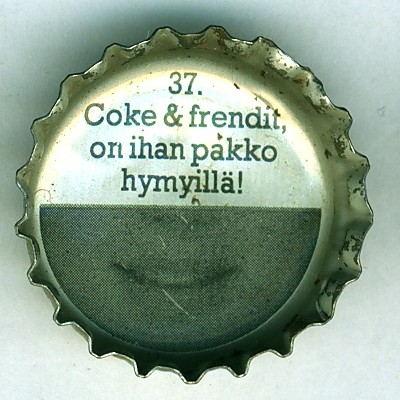 37.
Coke & frendit,
on ihan pakko
hymyillä!